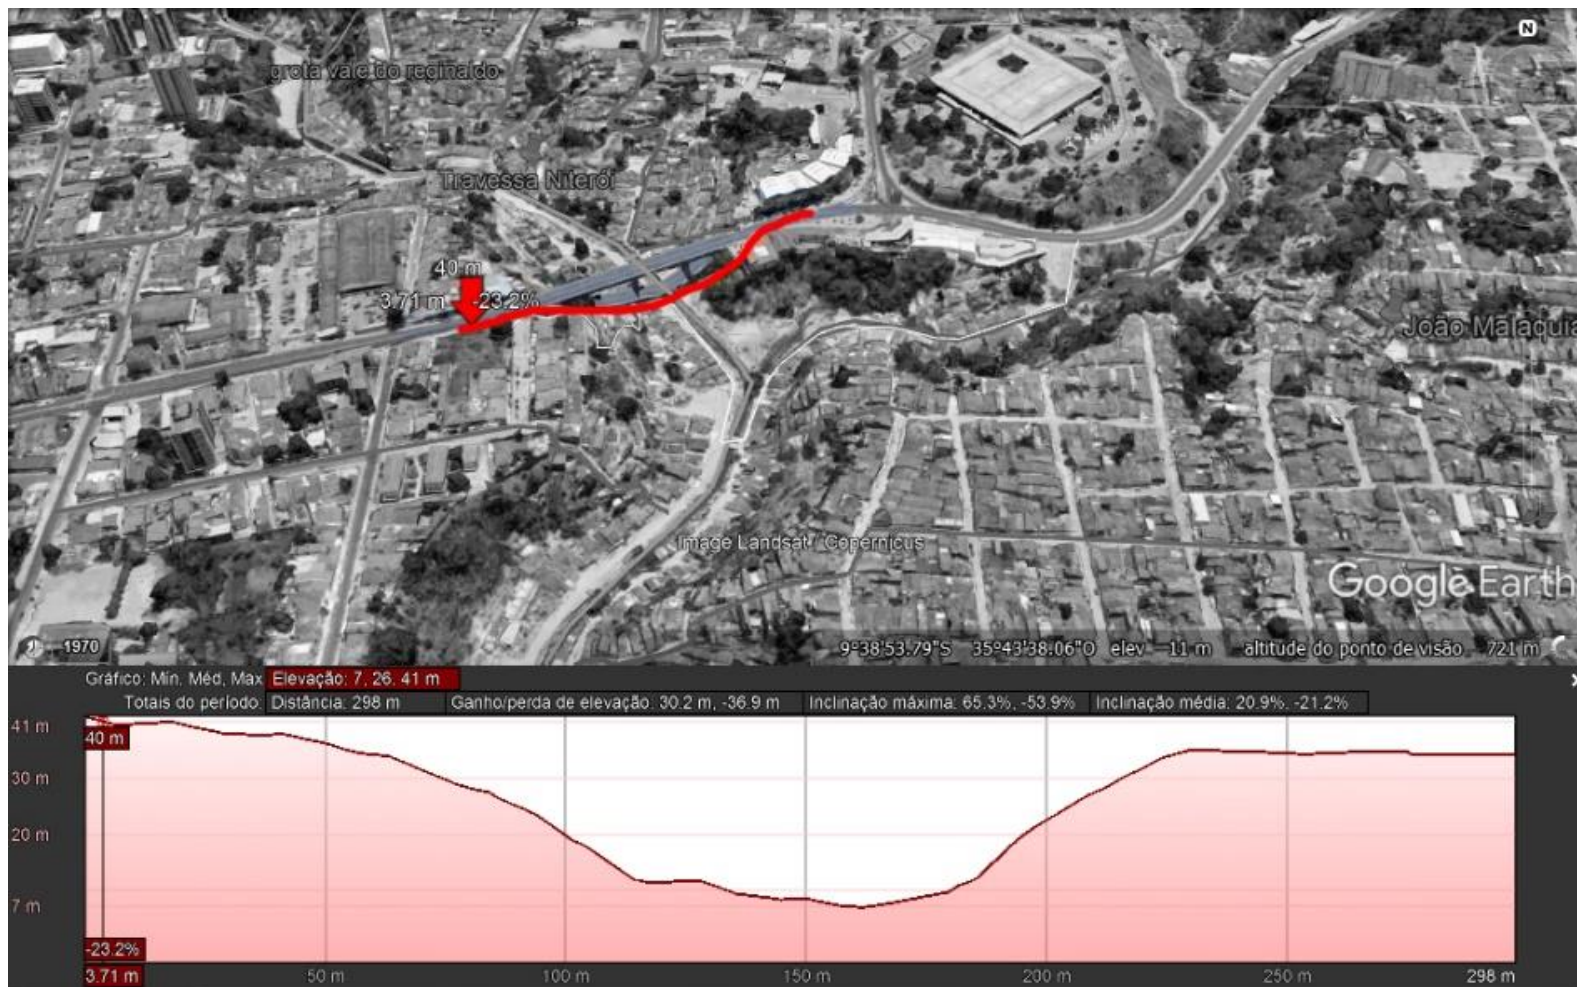 N
grota vale do reginaldo
Travessa Niterói
40 m
3.71 m -23.2%
João Malaquia
Image Landsat / Copernicus
Google Earth
1970
9°38'53.79"S 35°43'38.06"O elev 11 m altitude do ponto de visão 721 m
Gráfico: Mín, Méd, Max Elevação: 7, 26, 41 m
Totais do período: Distância: 298 m Ganho/perda de elevação: 30.2 m, -36.9 m Inclinação máxima: 65.3%, -53.9% Inclinação média: 20.9%, -21.2%
41 m
40 m
30 m
20 m
7 m
-23.2%
3.71 m 50 m 100 m 150 m 200 m 250 m 298 m